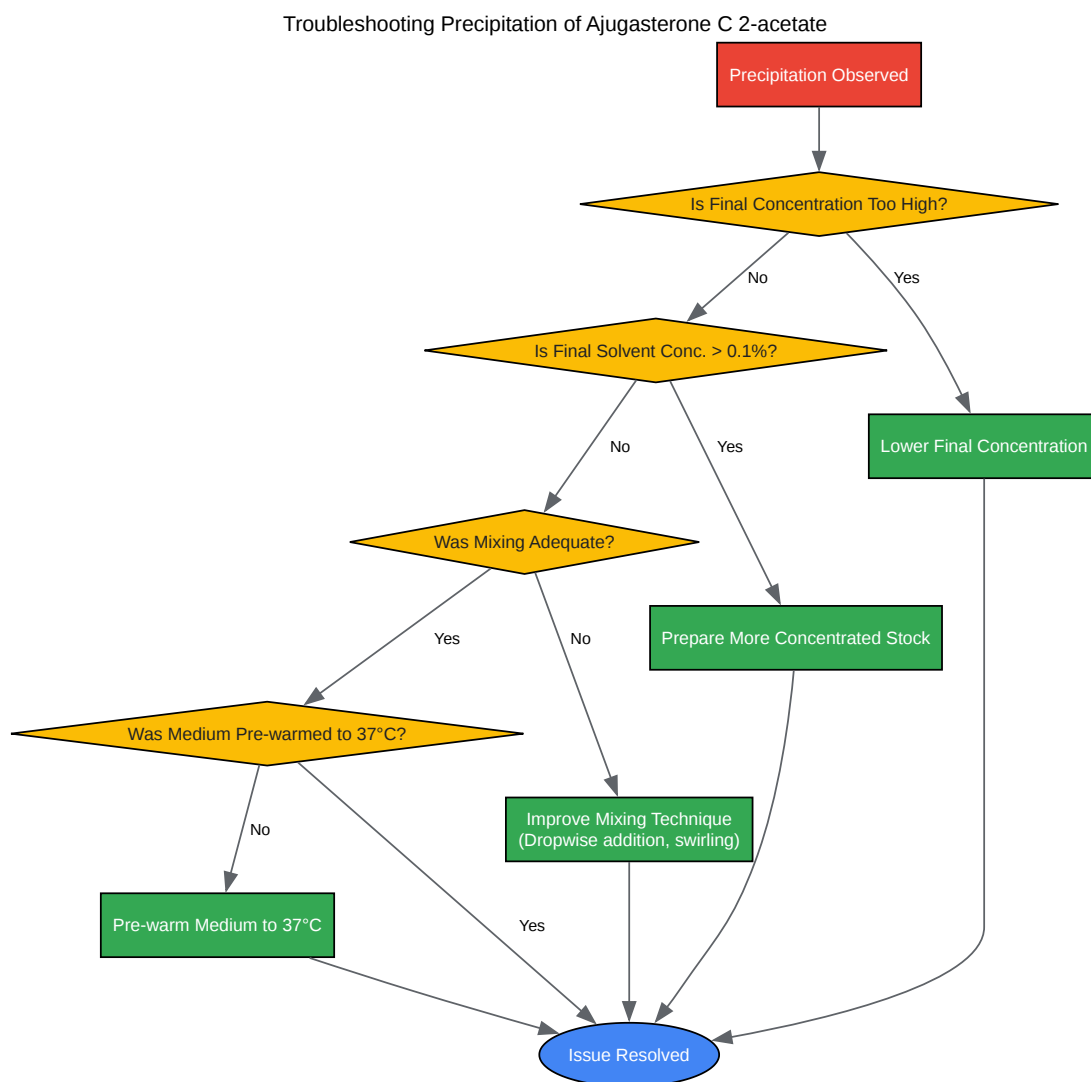 Troubleshooting Precipitation of Ajugasterone C 2-acetate
Precipitation Observed
Is Final Concentration Too High?
No
Yes
Is Final Solvent Conc. > 0.1%?
Lower Final Concentration
No
Yes
Was Mixing Adequate?
Prepare More Concentrated Stock
Yes
No
Was Medium Pre-warmed to 37°C?
Improve Mixing Technique
(Dropwise addition, swirling)
No
Pre-warm Medium to 37°C
Yes
Issue Resolved